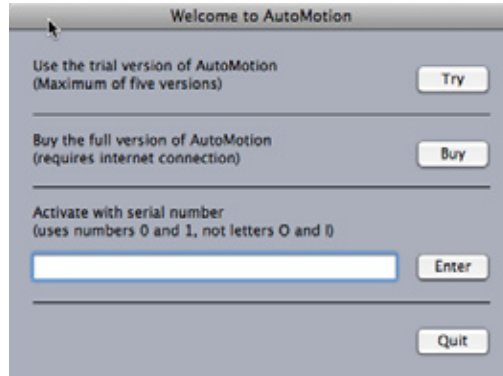 Welcome to AutoMotion
Use the trial version of AutoMotion
(Maximum of five versions)
Try
Buy the full version of AutoMotion
(requires internet connection)
Buy
Activate with serial number
(uses numbers 0 and 1, not letters O and I)
Enter
Quit